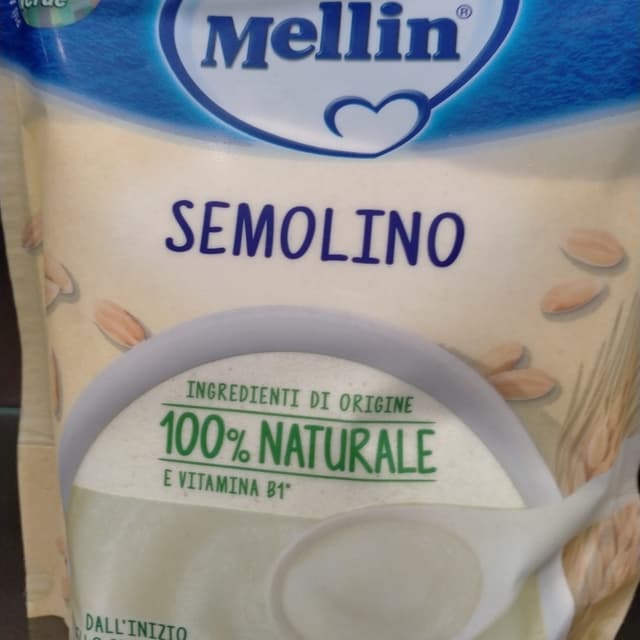 Mellin®
SEMOLINO
INGREDIENTI DI ORIGINE
100% NATURALE
E VITAMINA B1*
DALL'INIZIO